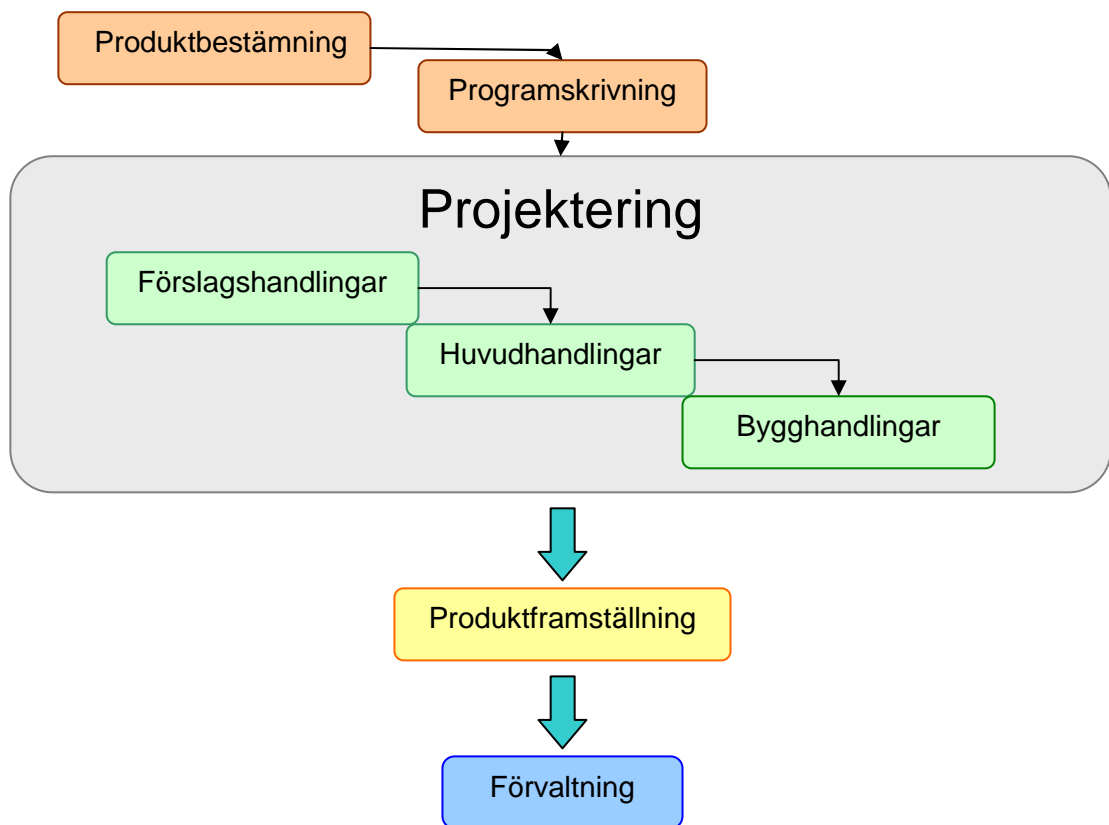 Produktbestämning
Programskrivning
Projektering
Förslagshandlingar
Huvudhandlingar
Bygghandlingar
Produktframställning
Förvaltning